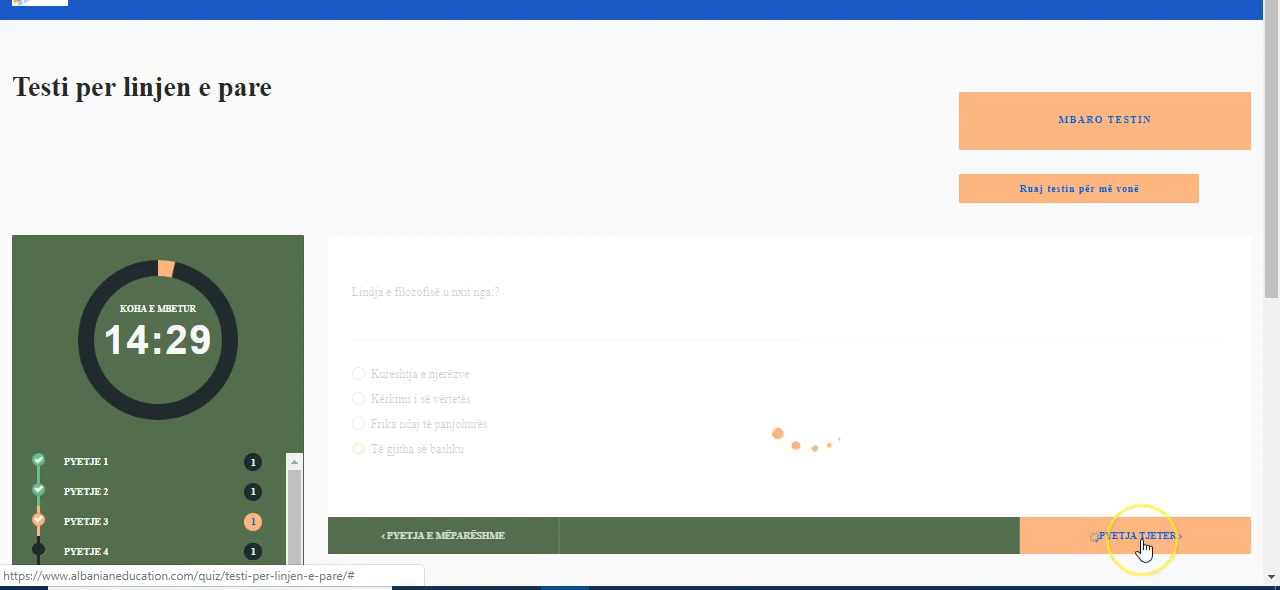 Testi per linjen e pare
MBARO TESTIN
Ruaj testin për më vonë
KOHA E MBETUR
14:29
Lindja e filozofisë u nxit nga:?
Kureshtja e njerëzve
Kërkimi i së vërtetës
Frika ndaj të panjohurës
Të gjitha së bashku
PYETJE 1 1
PYETJE 2 1
PYETJE 3 1
PYETJE 4 1
‹ PYETJA E MËPARËSHME
PYETJA TJETER ›
https://www.albanianeducation.com/quiz/testi-per-linjen-e-pare/#